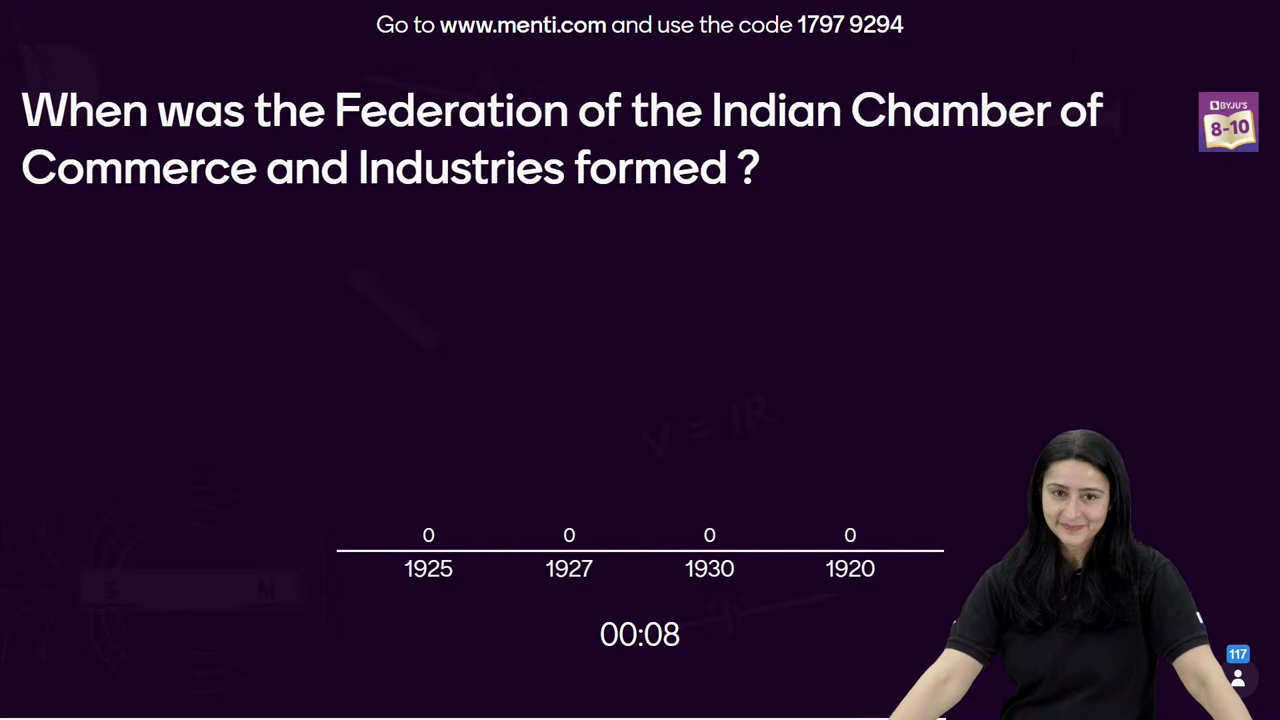 Go to www.menti.com and use the code 1797 9294
When was the Federation of the Indian Chamber of
Commerce and Industries formed ?
BYJU'S
8-10
V = IR
0 0 0 0
1925 1927 1930 1920
00:08
S N
117